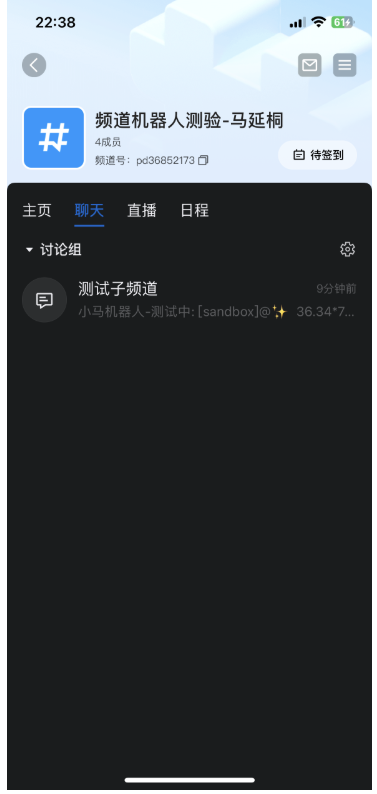 22:38
61
频道机器人测验-马延桐
4成员
频道号: pd36852173
待签到
主页 聊天 直播 日程
讨论组
测试子频道 9分钟前
小马机器人-测试中: [sandbox]@✨ 36.34*7...